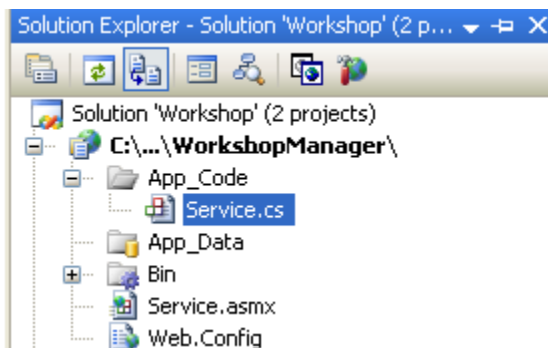 Solution Explorer - Solution 'Workshop' (2 p...
Solution 'Workshop' (2 projects)
C:\...\WorkshopManager\
App_Code
Service.cs
App_Data
Bin
Service.asmx
Web.Config